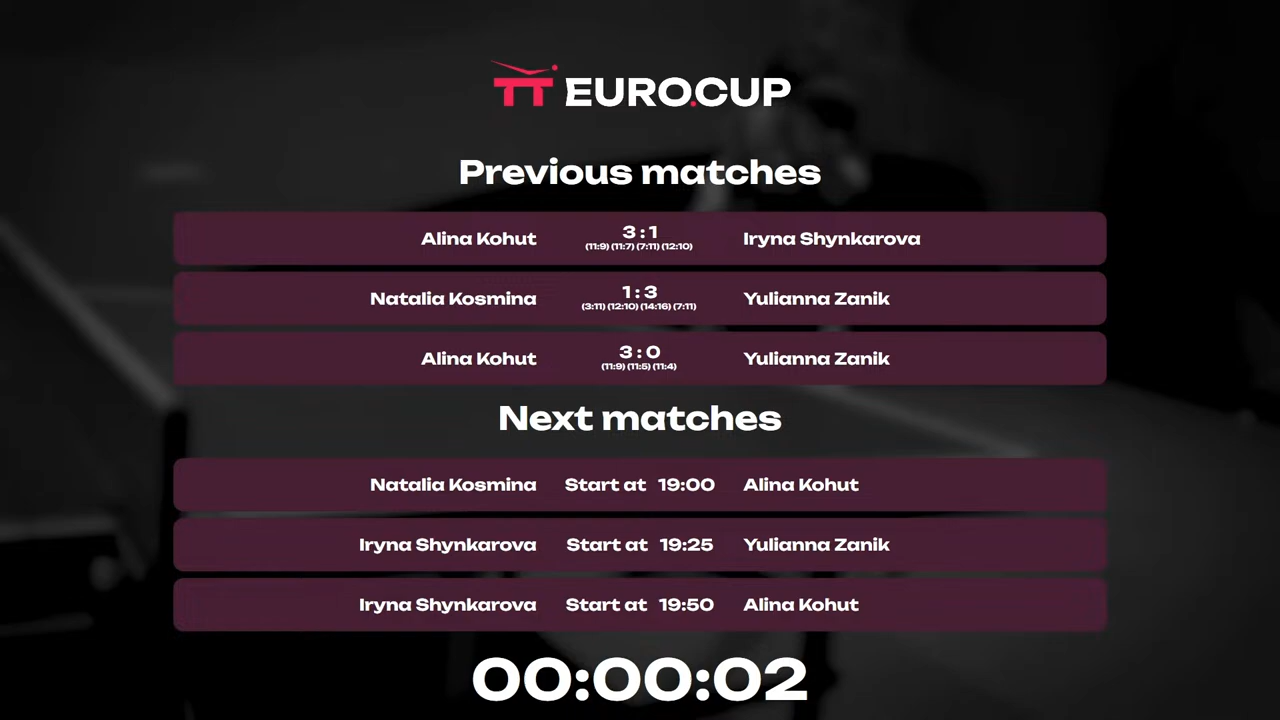 TT EURO.CUP
Previous matches
Alina Kohut 3 : 1 Iryna Shynkarova
(11:9) (11:7) (7:11) (12:10)
Natalia Kosmina 1 : 3 Yulianna Zanik
(3:11) (12:10) (14:16) (7:11)
Alina Kohut 3 : 0 Yulianna Zanik
(11:9) (11:5) (11:4)
Next matches
Natalia Kosmina Start at 19:00 Alina Kohut
Iryna Shynkarova Start at 19:25 Yulianna Zanik
Iryna Shynkarova Start at 19:50 Alina Kohut
00:00:02